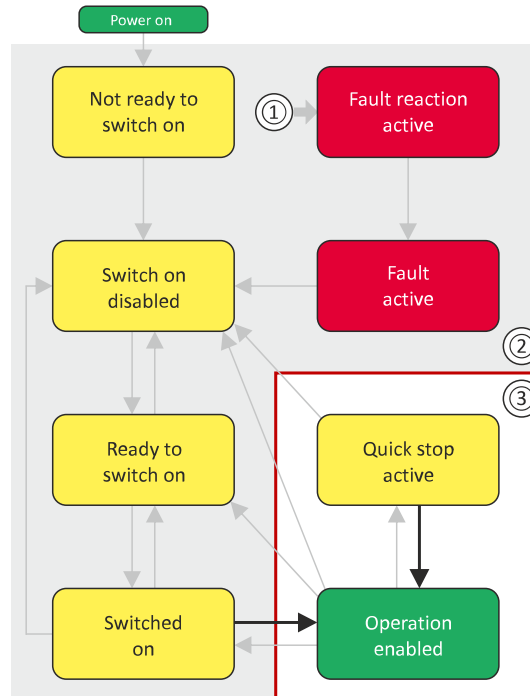 Power on
Not ready to
switch on
①
Fault reaction
active
Switch on
disabled
Fault
active
②
③
Ready to
switch on
Quick stop
active
Switched
on
Operation
enabled